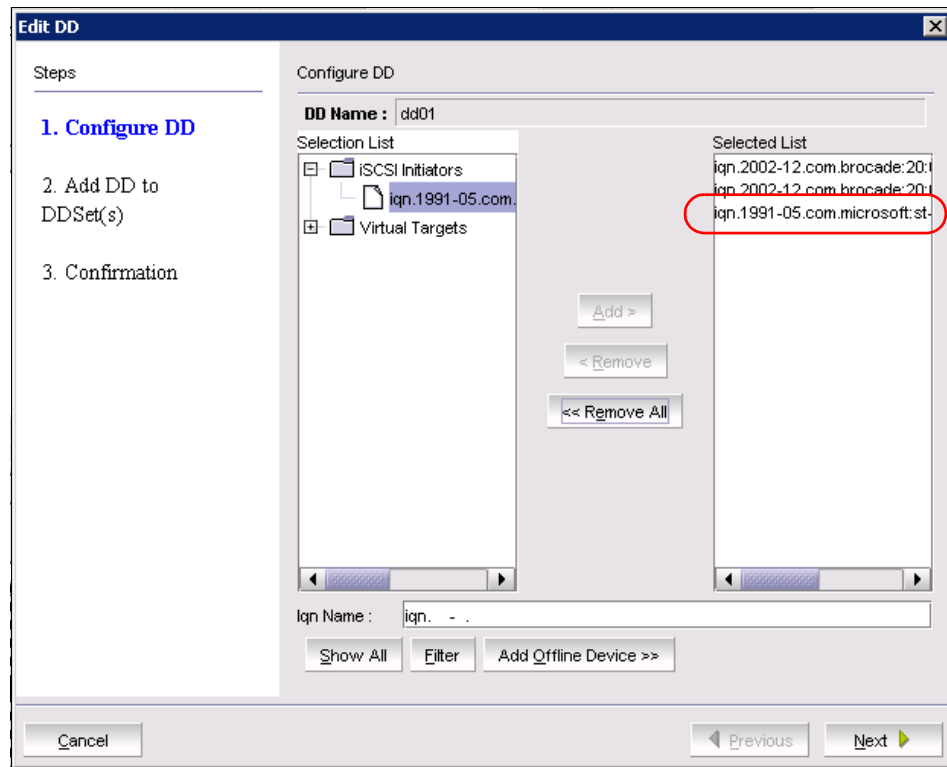 Edit DD
Steps
1. Configure DD
2. Add DD to
DDSet(s)
3. Confirmation
Configure DD
DD Name : dd01
Selection List
iSCSI Initiators
iqn.1991-05.com.
Virtual Targets
Add >
< Remove
<< Remove All
Selected List
iqn.2002-12.com.brocade:20:
iqn.2002-12.com.brocade:20:
iqn.1991-05.com.microsoft:st-
Iqn Name : iqn. - .
Show All Filter Add Offline Device >>
Cancel Previous Next